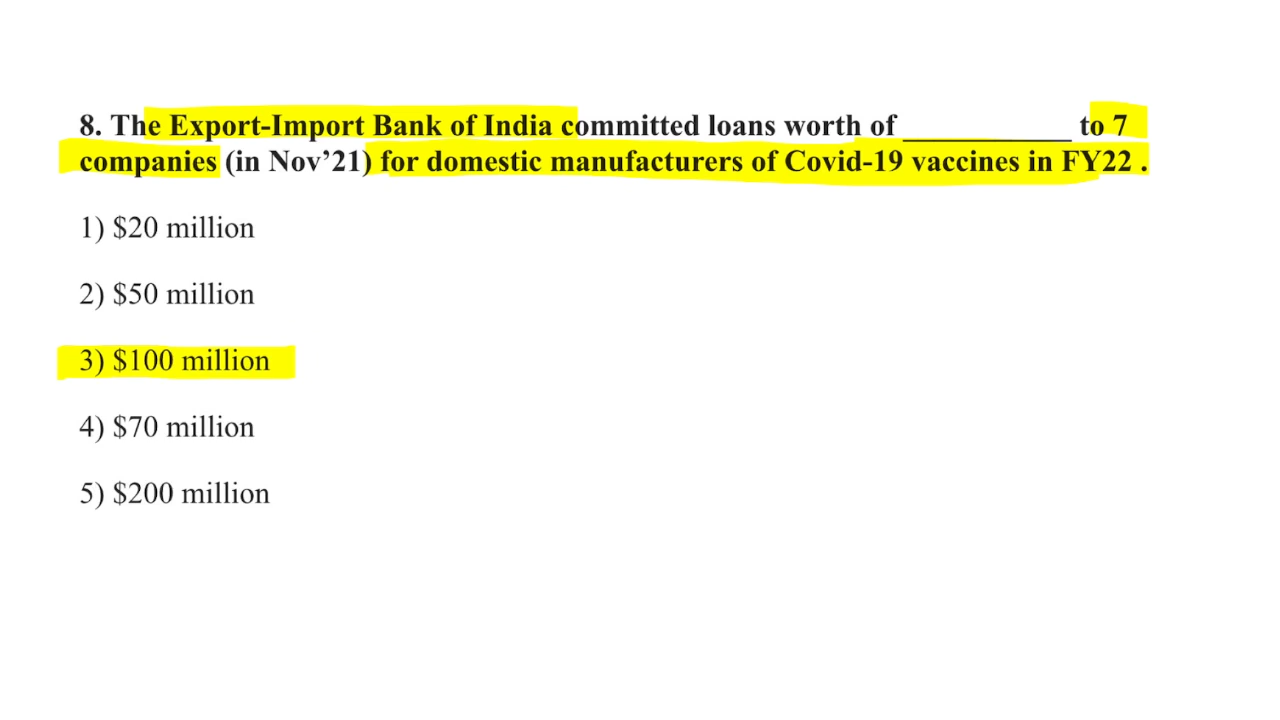 8. The Export-Import Bank of India committed loans worth of ____________ to 7
companies (in Nov’21) for domestic manufacturers of Covid-19 vaccines in FY22 .
1) $20 million
2) $50 million
3) $100 million
4) $70 million
5) $200 million